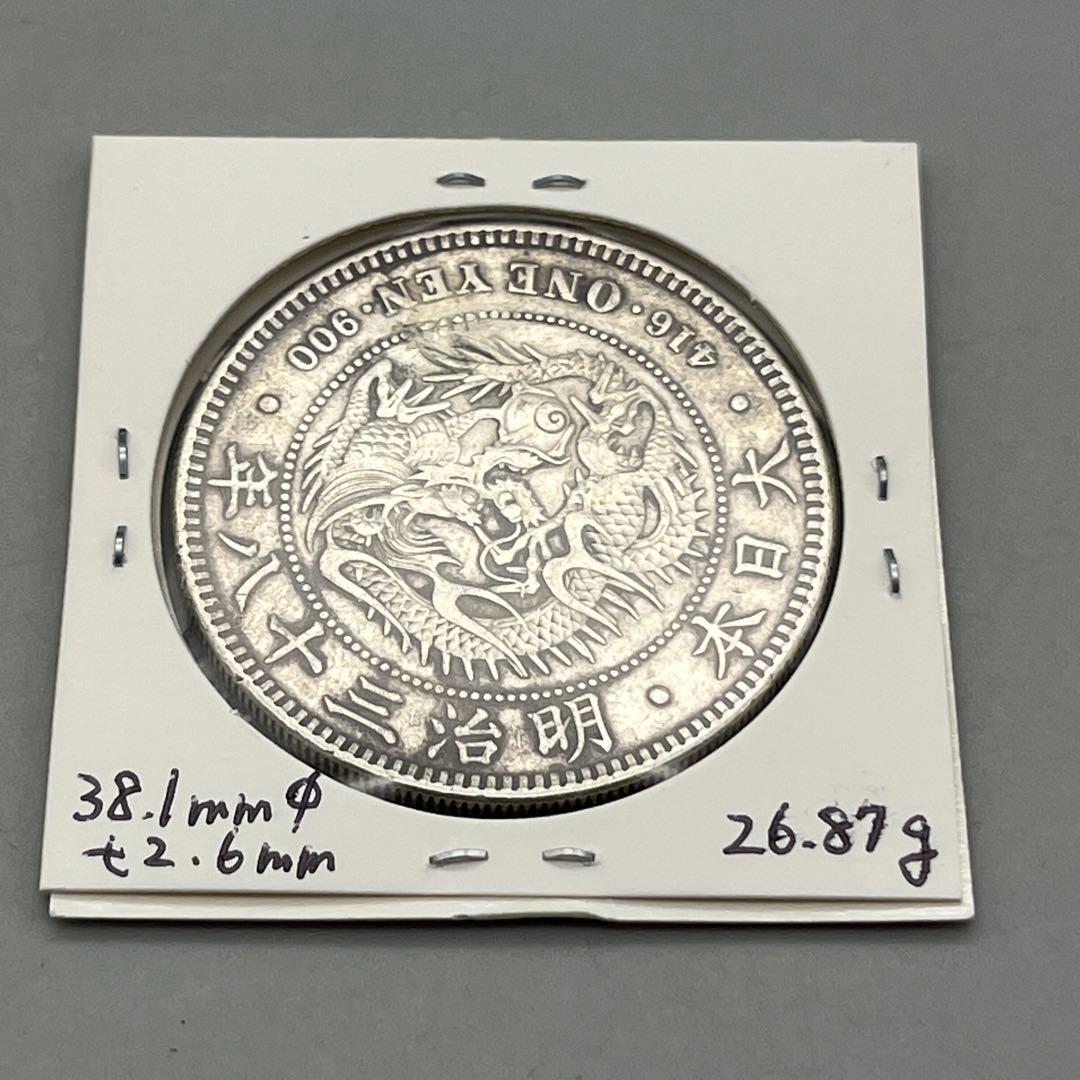 416・ONE YEN・900
大日本・明治三十八年
38.1mmφ
t2.6mm
26.87g